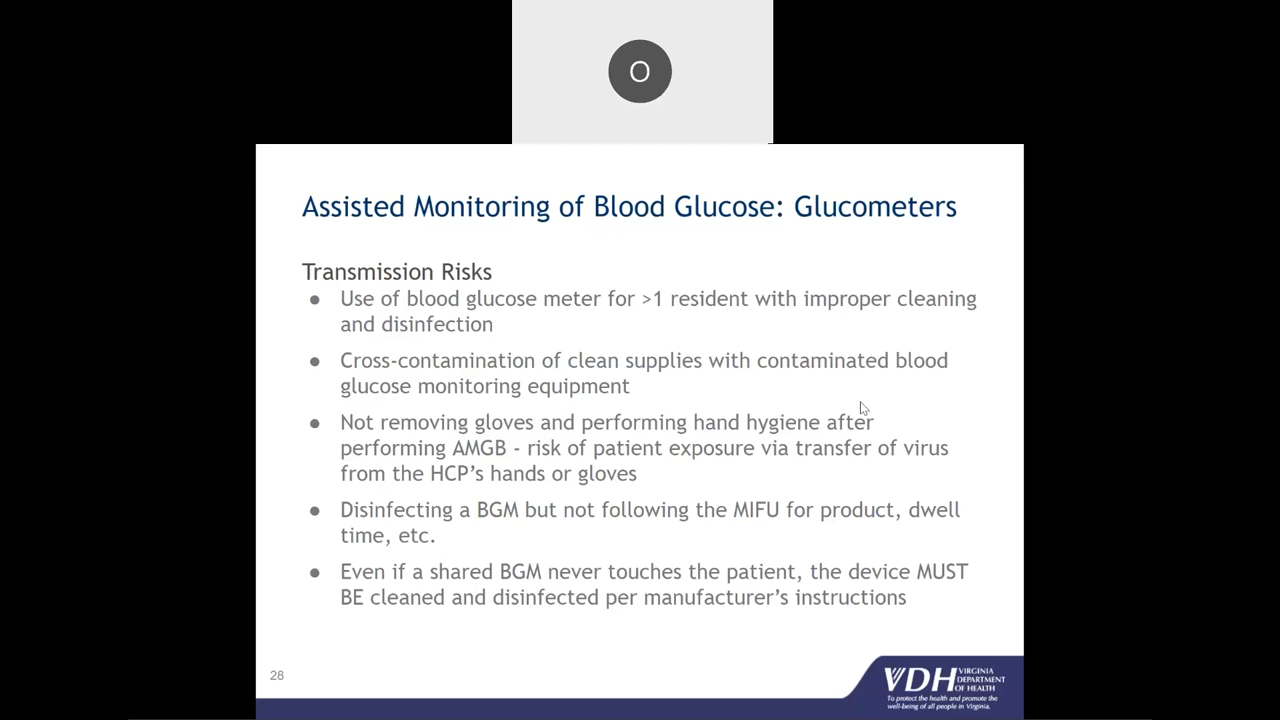 O
Assisted Monitoring of Blood Glucose: Glucometers
Transmission Risks
● Use of blood glucose meter for >1 resident with improper cleaning
and disinfection
● Cross-contamination of clean supplies with contaminated blood
glucose monitoring equipment
● Not removing gloves and performing hand hygiene after
performing AMGB - risk of patient exposure via transfer of virus
from the HCP's hands or gloves
● Disinfecting a BGM but not following the MIFU for product, dwell
time, etc.
● Even if a shared BGM never touches the patient, the device MUST
BE cleaned and disinfected per manufacturer's instructions
28
VDH VIRGINIA
DEPARTMENT
OF HEALTH
To protect the health and promote the
well-being of all people in Virginia.